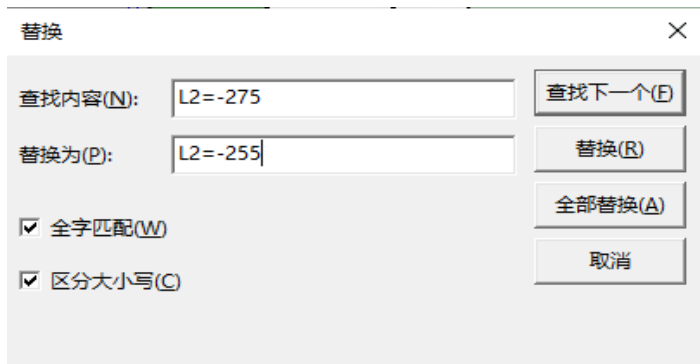 替换
查找内容(N): L2=-275 查找下一个(F)
替换为(P): L2=-255 替换(R)
全部替换(A)
全字匹配(W)
取消
区分大小写(C)